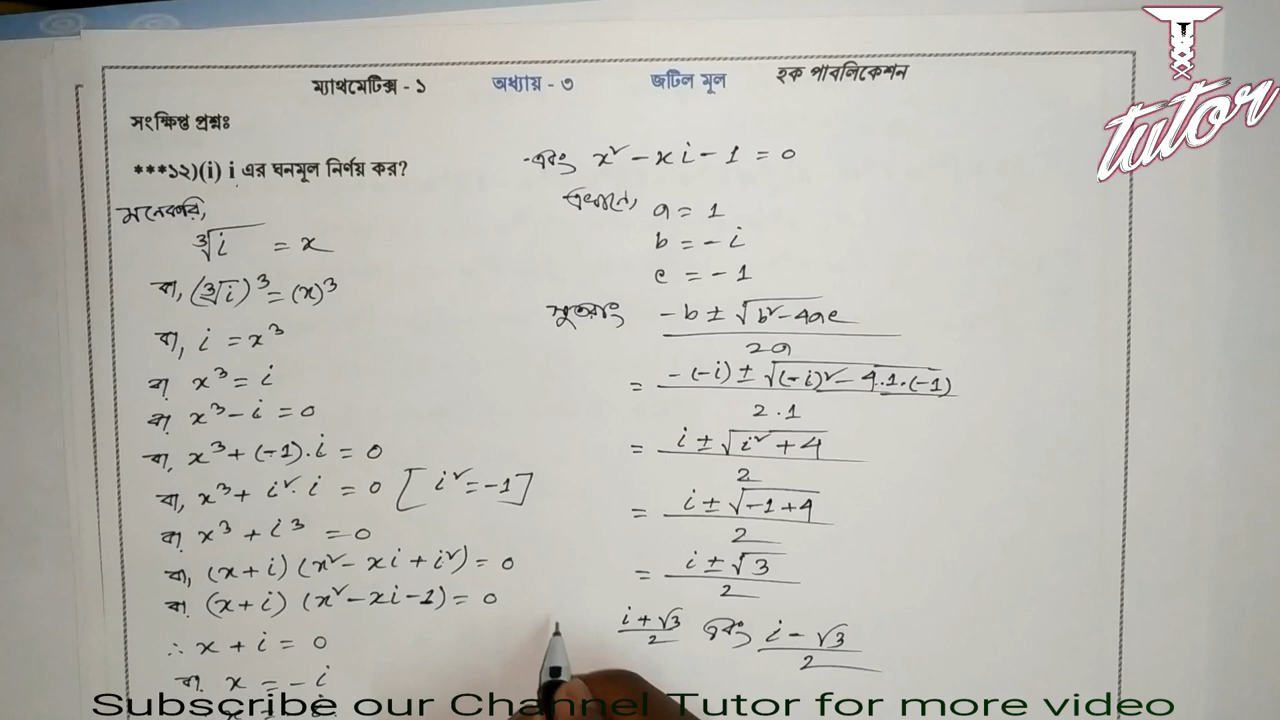 ম্যাথমেটিক্স - ১ অধ্যায় - ৩ জটিল মূল হক পাবলিকেশন
সংক্ষিপ্ত প্রশ্নঃ
***১২)(i) i এর ঘনমূল নির্ণয় কর?
মনেকরি,
∛i = x
বা, (∛i)³ = (x)³
বা, i = x³
বা, x³ = i
বা, x³ - i = 0
বা, x³ + (-1).i = 0
বা, x³ + i².i = 0 [i² = -1]
বা, x³ + i³ = 0
বা, (x+i) (x² - xi + i²) = 0
বা, (x+i) (x² - xi - 1) = 0
∴ x + i = 0
বা, x = -i
এবং x² - xi - 1 = 0
এখানে, a = 1
b = -i
c = -1
সুতরাং (-b ± √(b² - 4ac))/2a
= (-(-i) ± √((-i)² - 4.1.(-1)))/2.1
= (i ± √(i² + 4))/2
= (i ± √(-1+4))/2
= (i ± √3)/2
(i + √3)/2 এবং (i - √3)/2
T
tutor
Subscribe our Channel Tutor for more video